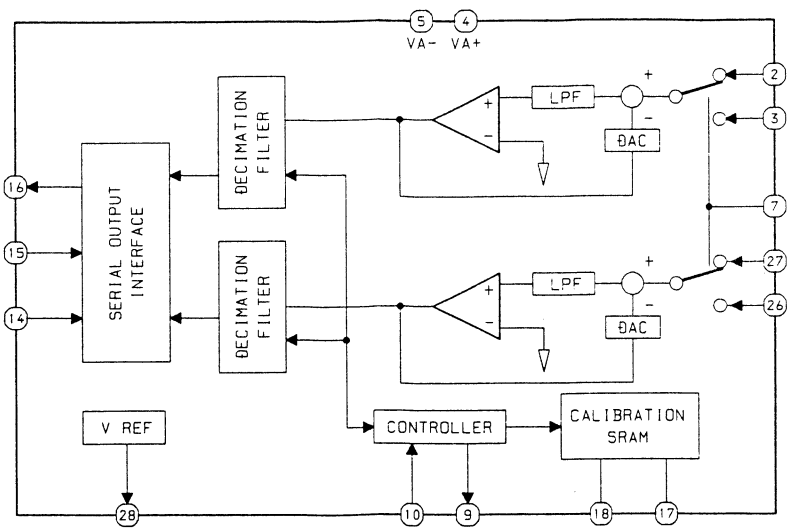 5 4
VA- VA+
2
+
LPF
+
-
3
DAC
-
DECIMATION
FILTER
16
7
SERIAL OUTPUT
INTERFACE
15
27
+
LPF
+
-
26
14
DAC
-
DECIMATION
FILTER
V REF
CONTROLLER
CALIBRATION
SRAM
28 10 9 18 17